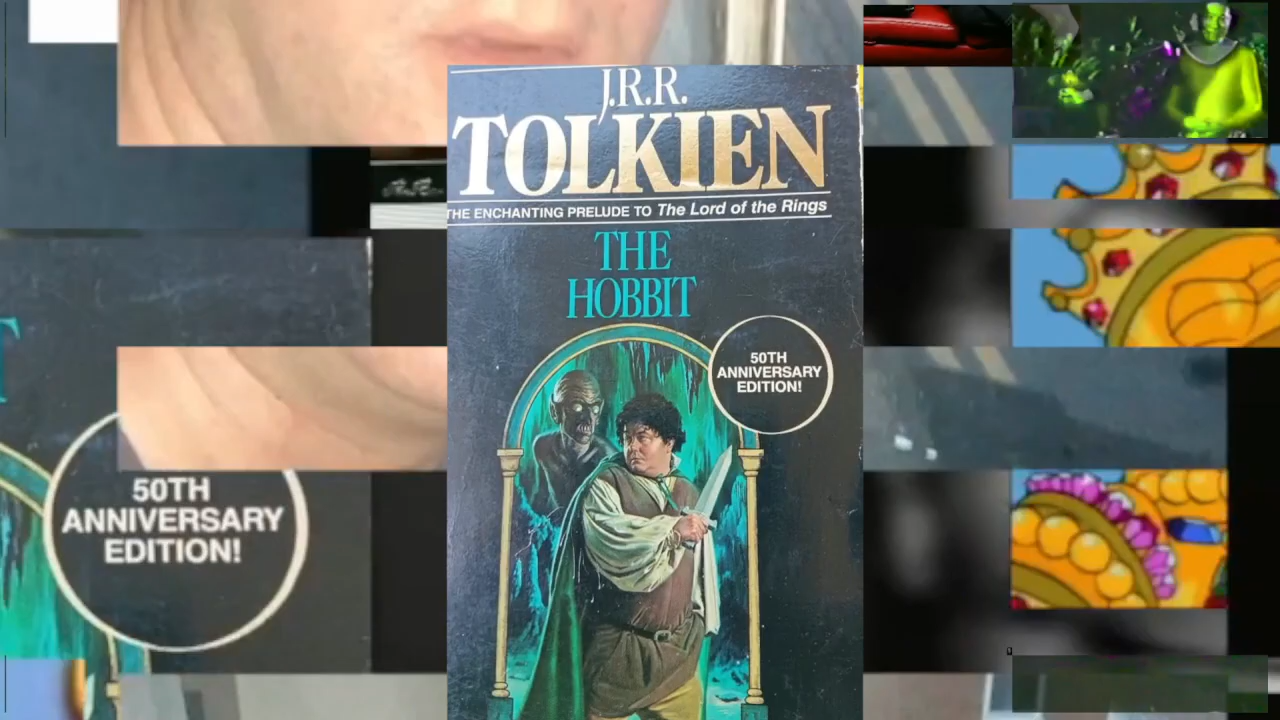 J.R.R.
TOLKIEN
THE ENCHANTING PRELUDE TO The Lord of the Rings
THE
HOBBIT
50TH
ANNIVERSARY
EDITION!
50TH
ANNIVERSARY
EDITION!